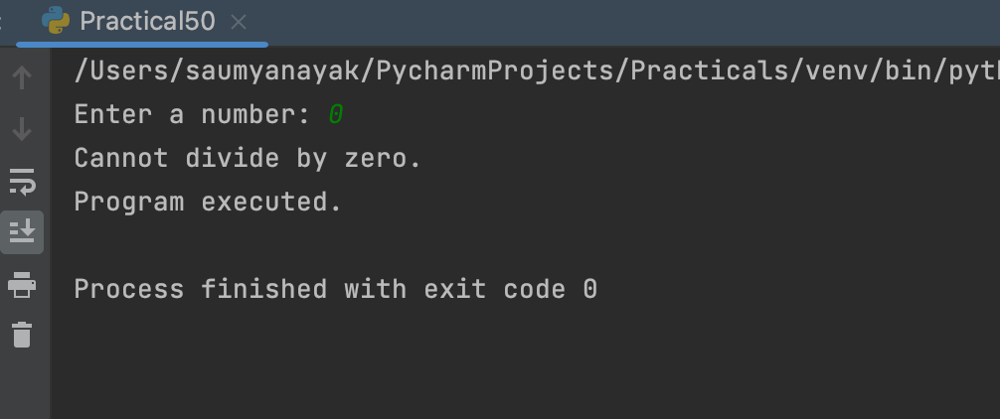 Practical50
/Users/saumyanayak/PycharmProjects/Practicals/venv/bin/pyth
Enter a number: 0
Cannot divide by zero.
Program executed.
Process finished with exit code 0